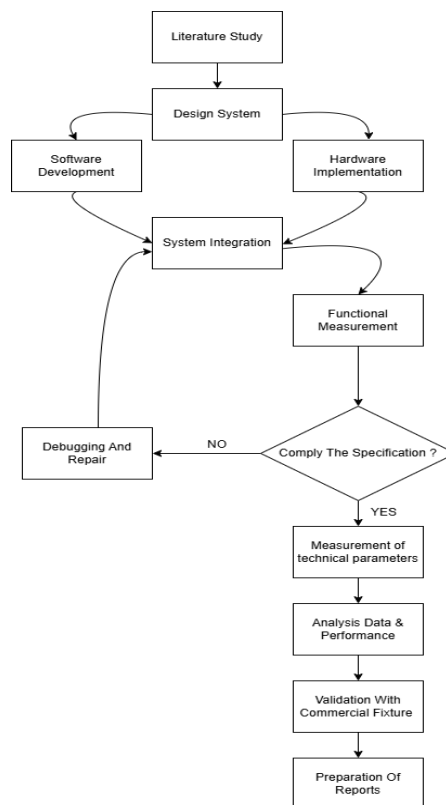 Literature Study
Design System
Software
Development
Hardware
Implementation
System Integration
Functional
Measurement
Comply The Specification ?
NO
Debugging And
Repair
YES
Measurement of
technical parameters
Analysis Data &
Performance
Validation With
Commercial Fixture
Preparation Of
Reports